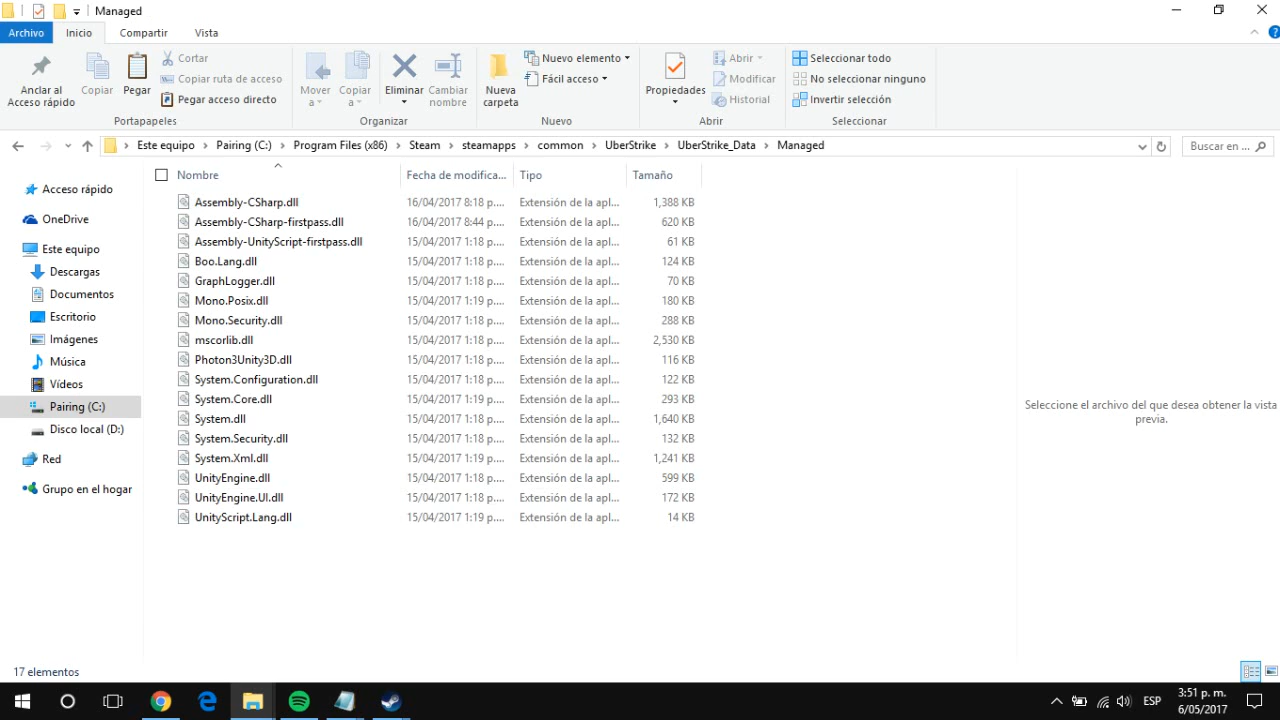 Managed
Archivo Inicio Compartir Vista
Anclar al Acceso rápido
Copiar
Pegar
Cortar
Copiar ruta de acceso
Pegar acceso directo
Portapapeles
Mover a
Copiar a
Eliminar
Cambiar nombre
Organizar
Nueva carpeta
Nuevo elemento
Fácil acceso
Nuevo
Propiedades
Abrir
Modificar
Historial
Abrir
Seleccionar todo
No seleccionar ninguno
Invertir selección
Seleccionar
Este equipo Pairing (C:) Program Files (x86) Steam steamapps common UberStrike UberStrike_Data Managed
Buscar en ...
Acceso rápido
OneDrive
Este equipo
Descargas
Documentos
Escritorio
Imágenes
Música
Vídeos
Pairing (C:)
Disco local (D:)
Red
Grupo en el hogar
Nombre Fecha de modifica... Tipo Tamaño
Assembly-CSharp.dll 16/04/2017 8:18 p.... Extensión de la apl... 1,388 KB
Assembly-CSharp-firstpass.dll 16/04/2017 8:44 p.... Extensión de la apl... 620 KB
Assembly-UnityScript-firstpass.dll 15/04/2017 1:18 p.... Extensión de la apl... 61 KB
Boo.Lang.dll 15/04/2017 1:18 p.... Extensión de la apl... 124 KB
GraphLogger.dll 15/04/2017 1:18 p.... Extensión de la apl... 70 KB
Mono.Posix.dll 15/04/2017 1:19 p.... Extensión de la apl... 180 KB
Mono.Security.dll 15/04/2017 1:18 p.... Extensión de la apl... 288 KB
mscorlib.dll 15/04/2017 1:18 p.... Extensión de la apl... 2,530 KB
Photon3Unity3D.dll 15/04/2017 1:18 p.... Extensión de la apl... 116 KB
System.Configuration.dll 15/04/2017 1:18 p.... Extensión de la apl... 122 KB
System.Core.dll 15/04/2017 1:19 p.... Extensión de la apl... 293 KB
System.dll 15/04/2017 1:18 p.... Extensión de la apl... 1,640 KB
System.Security.dll 15/04/2017 1:18 p.... Extensión de la apl... 132 KB
System.Xml.dll 15/04/2017 1:19 p.... Extensión de la apl... 1,241 KB
UnityEngine.dll 15/04/2017 1:18 p.... Extensión de la apl... 599 KB
UnityEngine.UI.dll 15/04/2017 1:18 p.... Extensión de la apl... 172 KB
UnityScript.Lang.dll 15/04/2017 1:19 p.... Extensión de la apl... 14 KB
Seleccione el archivo del que desea obtener la vista
previa.
17 elementos
ESP
3:51 p. m.
6/05/2017